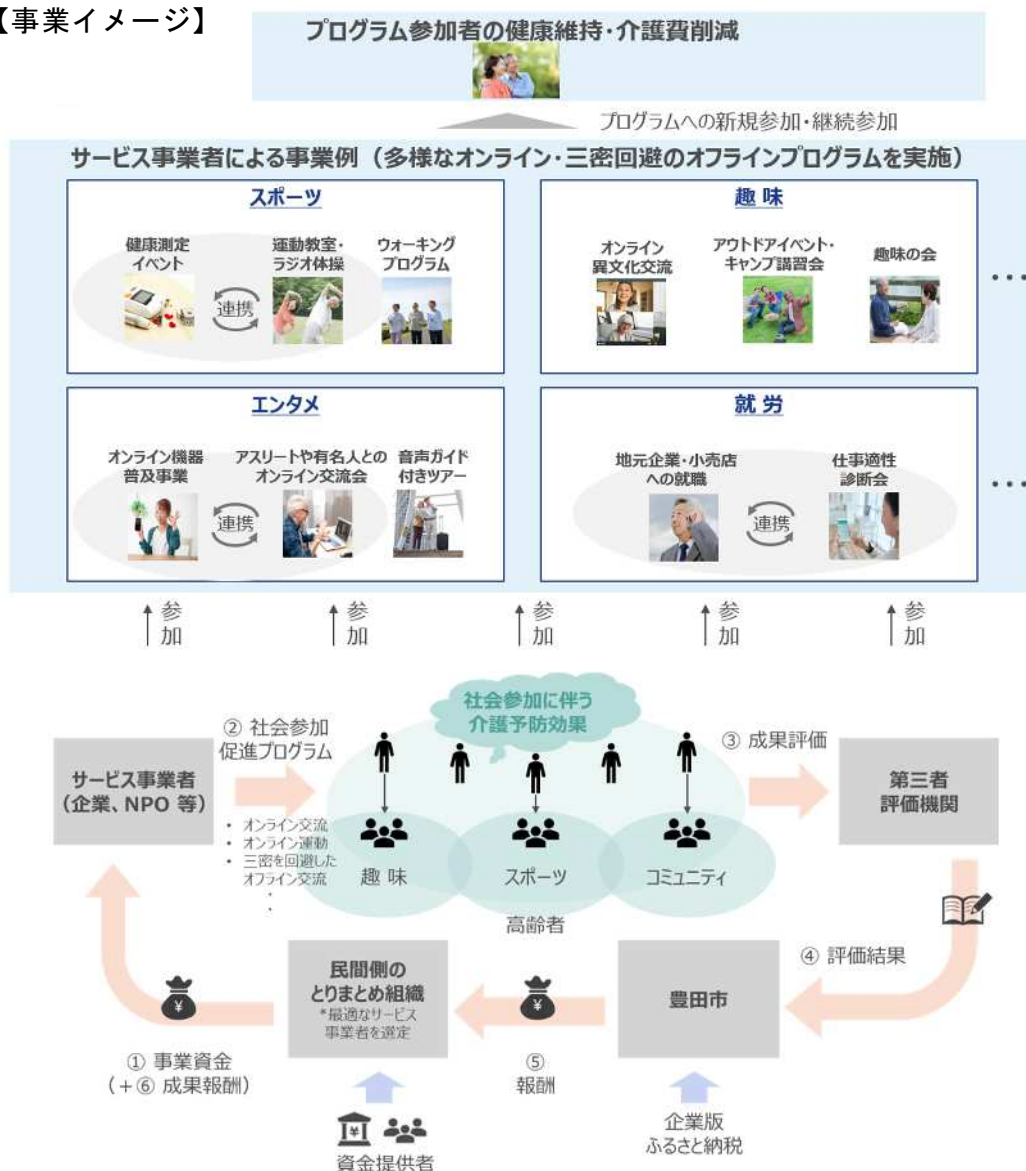 【事業イメージ】
プログラム参加者の健康維持・介護費削減
プログラムへの新規参加・継続参加
サービス事業者による事業例（多様なオンライン・三密回避のオフラインプログラムを実施）
スポーツ
健康測定
イベント
連携
運動教室・
ラジオ体操
ウォーキング
プログラム
趣 味
オンライン
異文化交流
アウトドアイベント・
キャンプ講習会
趣味の会
・・・
エンタメ
オンライン機器
普及事業
連携
アスリートや有名人との
オンライン交流会
音声ガイド
付きツアー
就 労
地元企業・小売店
への就職
連携
仕事適性
診断会
・・・
参加
参加
参加
参加
参加
社会参加に伴う
介護予防効果
② 社会参加
促進プログラム
③ 成果評価
サービス事業者
（企業、NPO 等）
第三者
評価機関
• オンライン交流
• オンライン運動
• 三密を回避した
オフライン交流
・
・
趣 味
スポーツ
コミュニティ
高齢者
④ 評価結果
民間側の
とりまとめ組織
*最適なサービス
事業者を選定
¥
¥
豊田市
① 事業資金
（＋⑥ 成果報酬）
⑤
報酬
¥
資金提供者
企業版
ふるさと納税